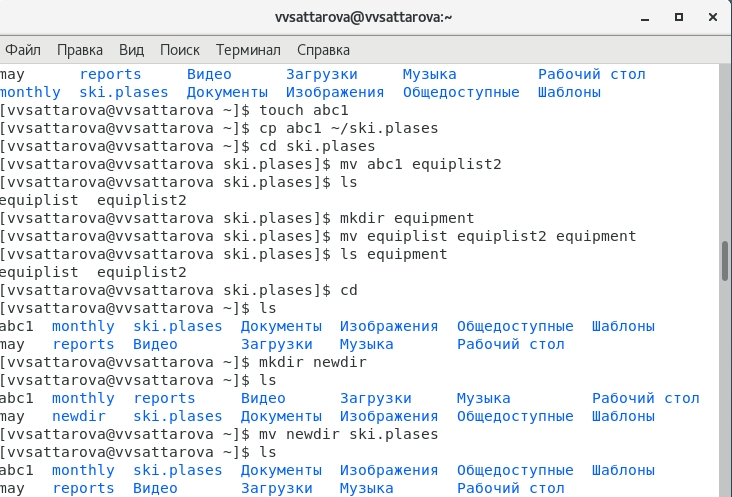 vvsattarova@vvsattarova:~
Файл Правка Вид Поиск Терминал Справка
may reports Видео Загрузки Музыка Рабочий стол
monthly ski.plases Документы Изображения Общедоступные Шаблоны
[vvsattarova@vvsattarova ~]$ touch abc1
[vvsattarova@vvsattarova ~]$ cp abc1 ~/ski.plases
[vvsattarova@vvsattarova ~]$ cd ski.plases
[vvsattarova@vvsattarova ski.plases]$ mv abc1 equiplist2
[vvsattarova@vvsattarova ski.plases]$ ls
equiplist equiplist2
[vvsattarova@vvsattarova ski.plases]$ mkdir equipment
[vvsattarova@vvsattarova ski.plases]$ mv equiplist equiplist2 equipment
[vvsattarova@vvsattarova ski.plases]$ ls equipment
equiplist equiplist2
[vvsattarova@vvsattarova ski.plases]$ cd
[vvsattarova@vvsattarova ~]$ ls
abc1 monthly ski.plases Документы Изображения Общедоступные Шаблоны
may reports Видео Загрузки Музыка Рабочий стол
[vvsattarova@vvsattarova ~]$ mkdir newdir
[vvsattarova@vvsattarova ~]$ ls
abc1 monthly reports Видео Загрузки Музыка Рабочий стол
may newdir ski.plases Документы Изображения Общедоступные Шаблоны
[vvsattarova@vvsattarova ~]$ mv newdir ski.plases
[vvsattarova@vvsattarova ~]$ ls
abc1 monthly ski.plases Документы Изображения Общедоступные Шаблоны
may reports Видео Загрузки Музыка Рабочий стол